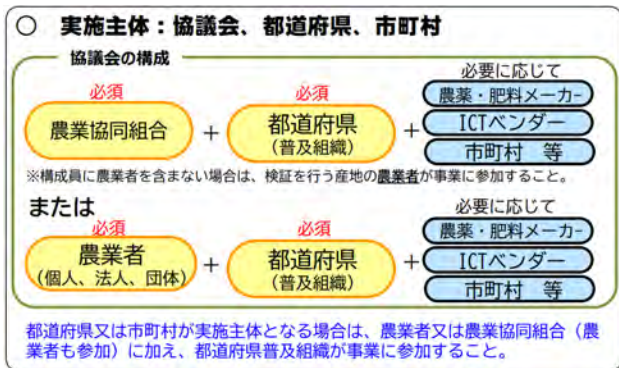 ○ 実施主体：協議会、都道府県、市町村
協議会の構成
必須
農業協同組合
+
必須
都道府県
(普及組織)
+
必要に応じて
農薬・肥料メーカー
ICTベンダー
市町村 等
※構成員に農業者を含まない場合は、検証を行う産地の農業者が事業に参加すること。
または
必須
農業者
(個人、法人、団体)
+
必須
都道府県
(普及組織)
+
必要に応じて
農薬・肥料メーカー
ICTベンダー
市町村 等
都道府県又は市町村が実施主体となる場合は、農業者又は農業協同組合（農
業者も参加）に加え、都道府県普及組織が事業に参加すること。